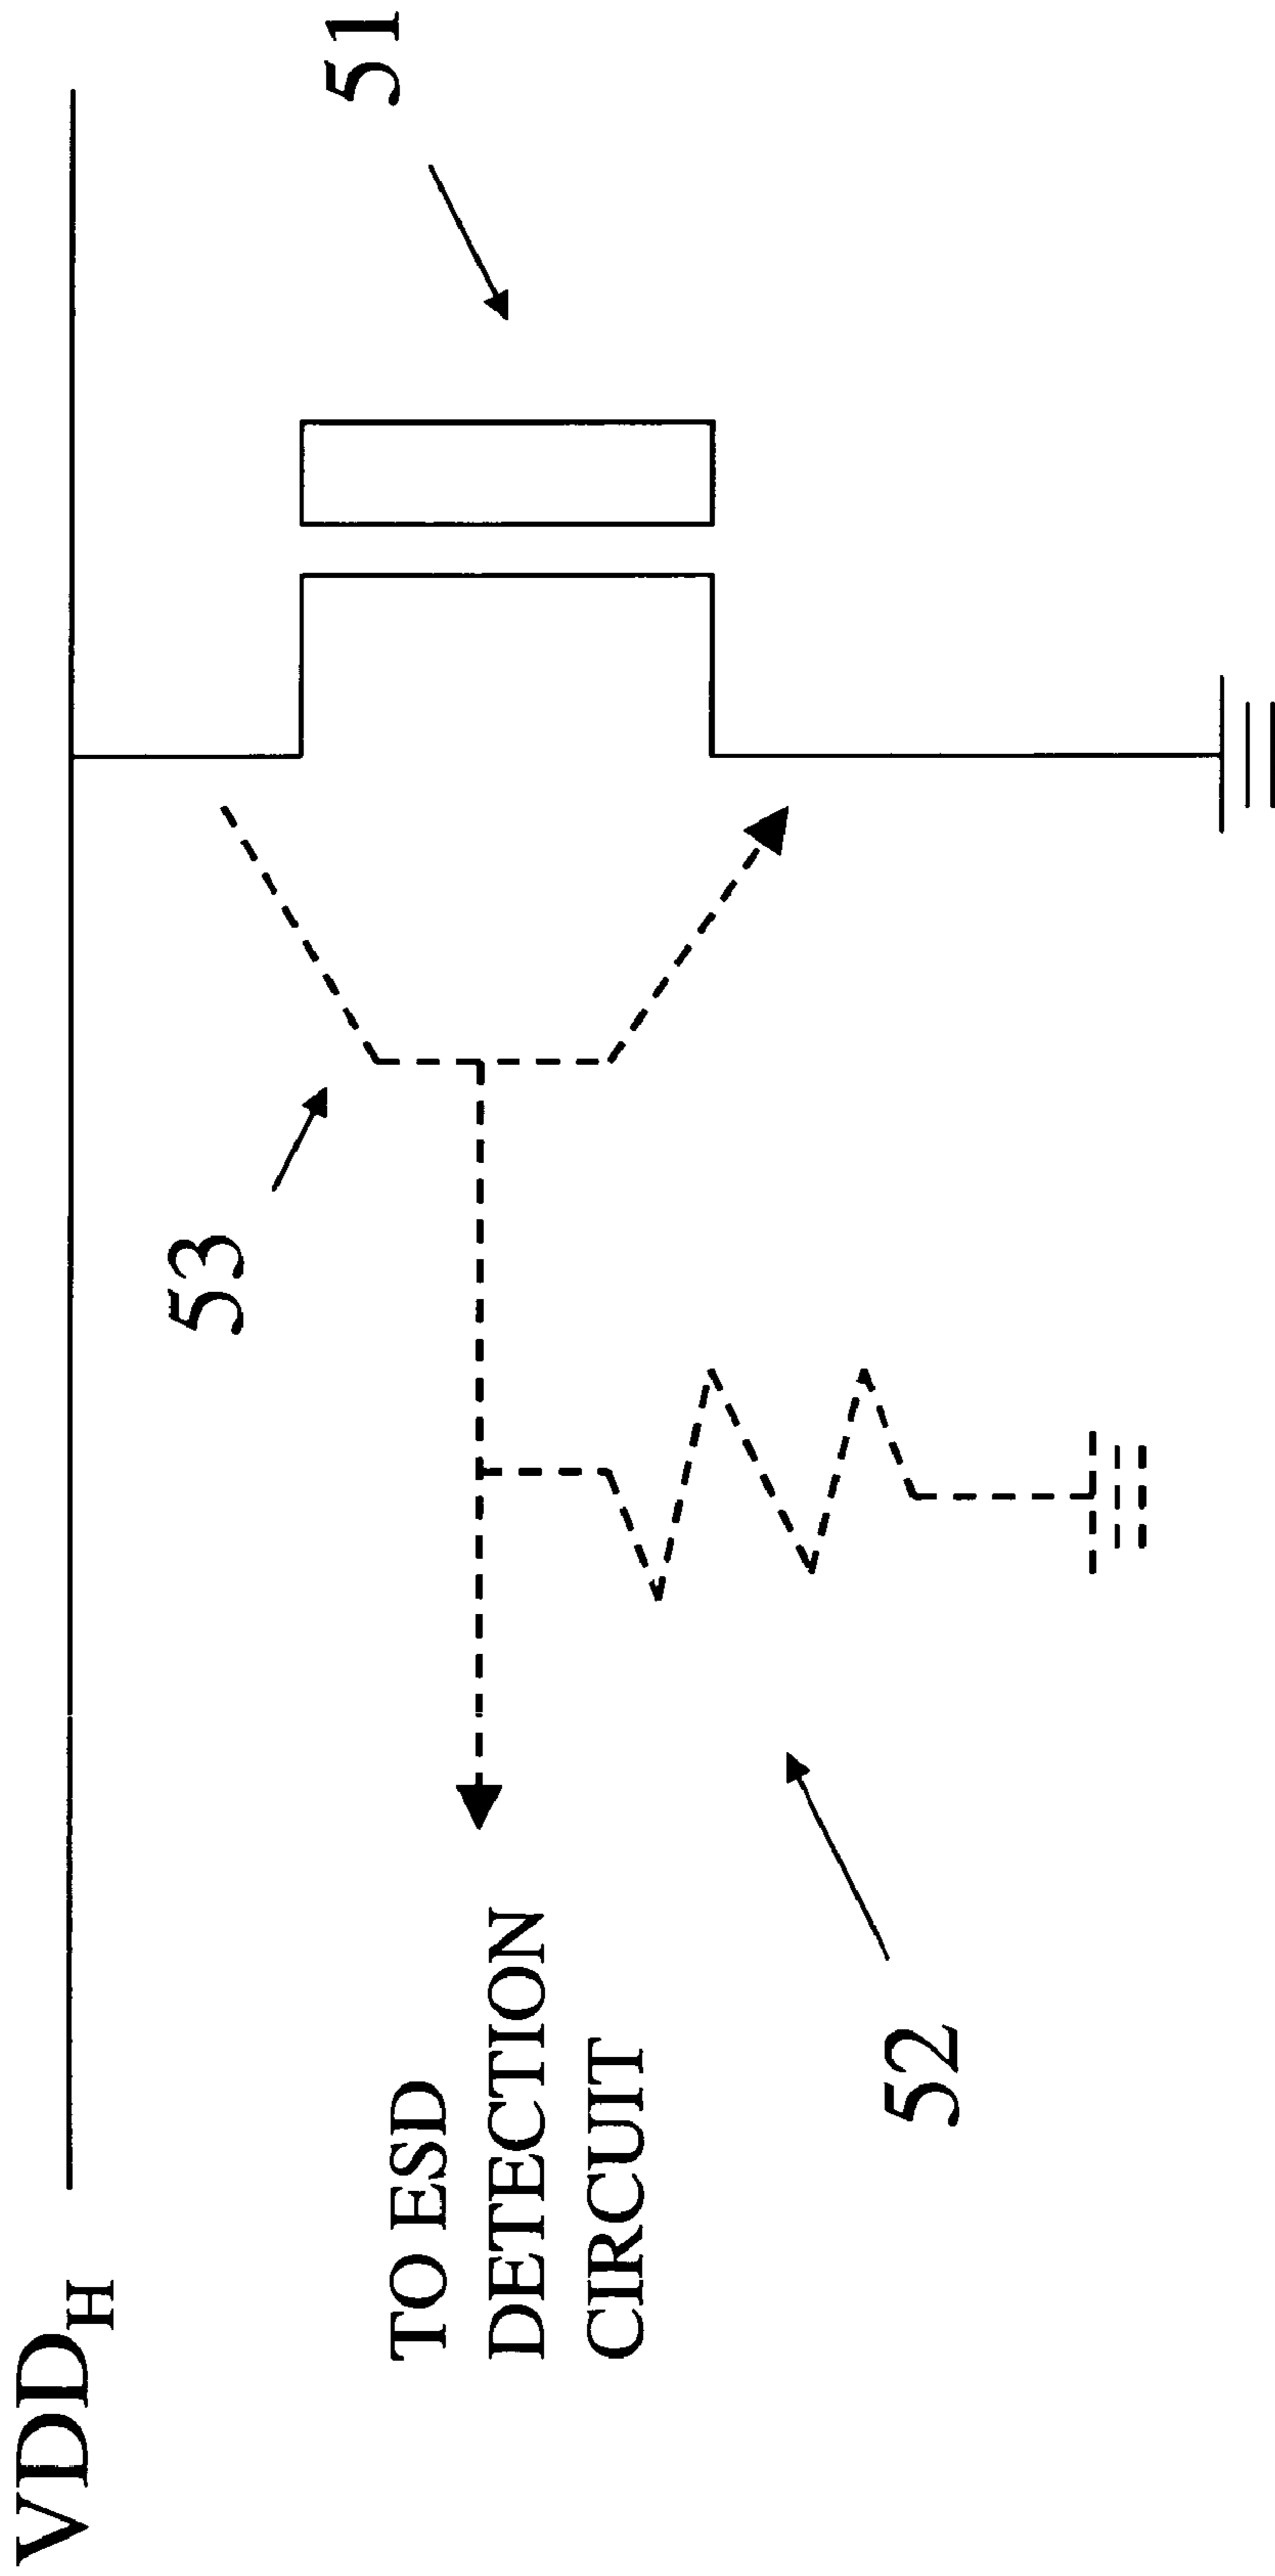 VDDH
TO ESD
DETECTION
CIRCUIT
53
51
52